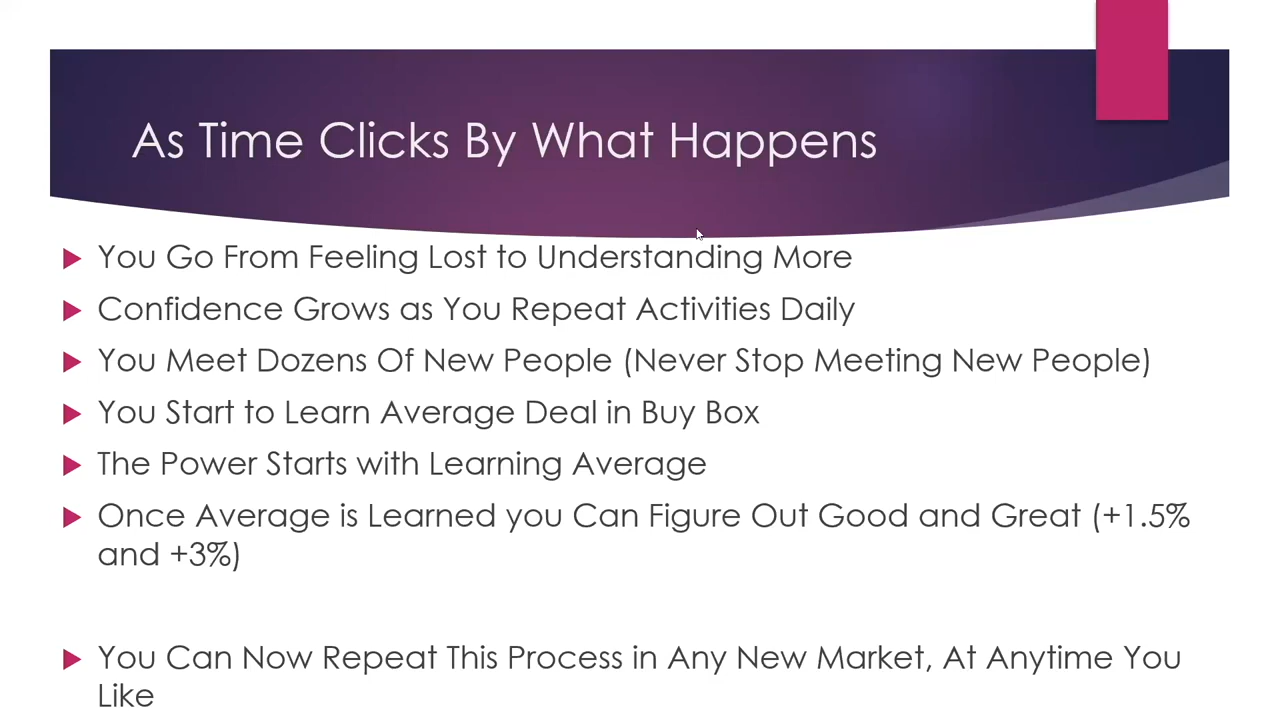 As Time Clicks By What Happens
You Go From Feeling Lost to Understanding More
Confidence Grows as You Repeat Activities Daily
You Meet Dozens Of New People (Never Stop Meeting New People)
You Start to Learn Average Deal in Buy Box
The Power Starts with Learning Average
Once Average is Learned you Can Figure Out Good and Great (+1.5%
and +3%)
You Can Now Repeat This Process in Any New Market, At Anytime You
Like